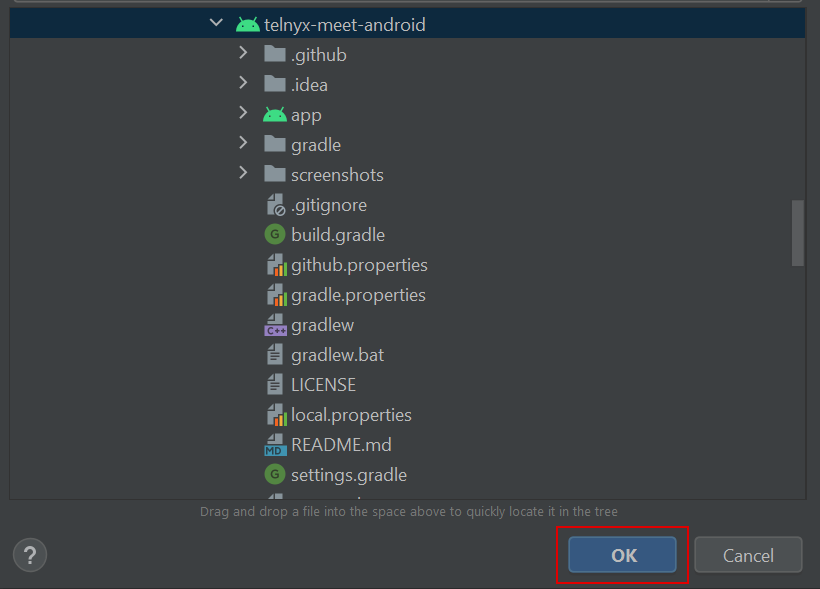 telnyx-meet-android
.github
.idea
app
gradle
screenshots
.gitignore
G build.gradle
github.properties
gradle.properties
C++ gradlew
gradlew.bat
LICENSE
local.properties
MD README.md
G settings.gradle
Drag and drop a file into the space above to quickly locate it in the tree
? OK Cancel